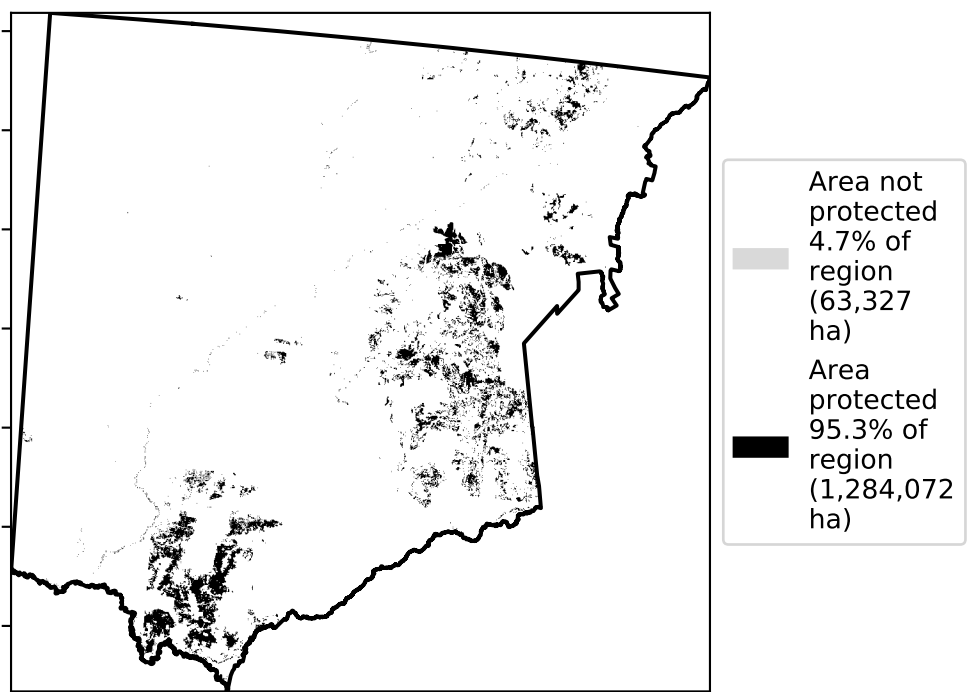 Area not
protected
4.7% of
region
(63,327
ha)
Area
protected
95.3% of
region
(1,284,072
ha)